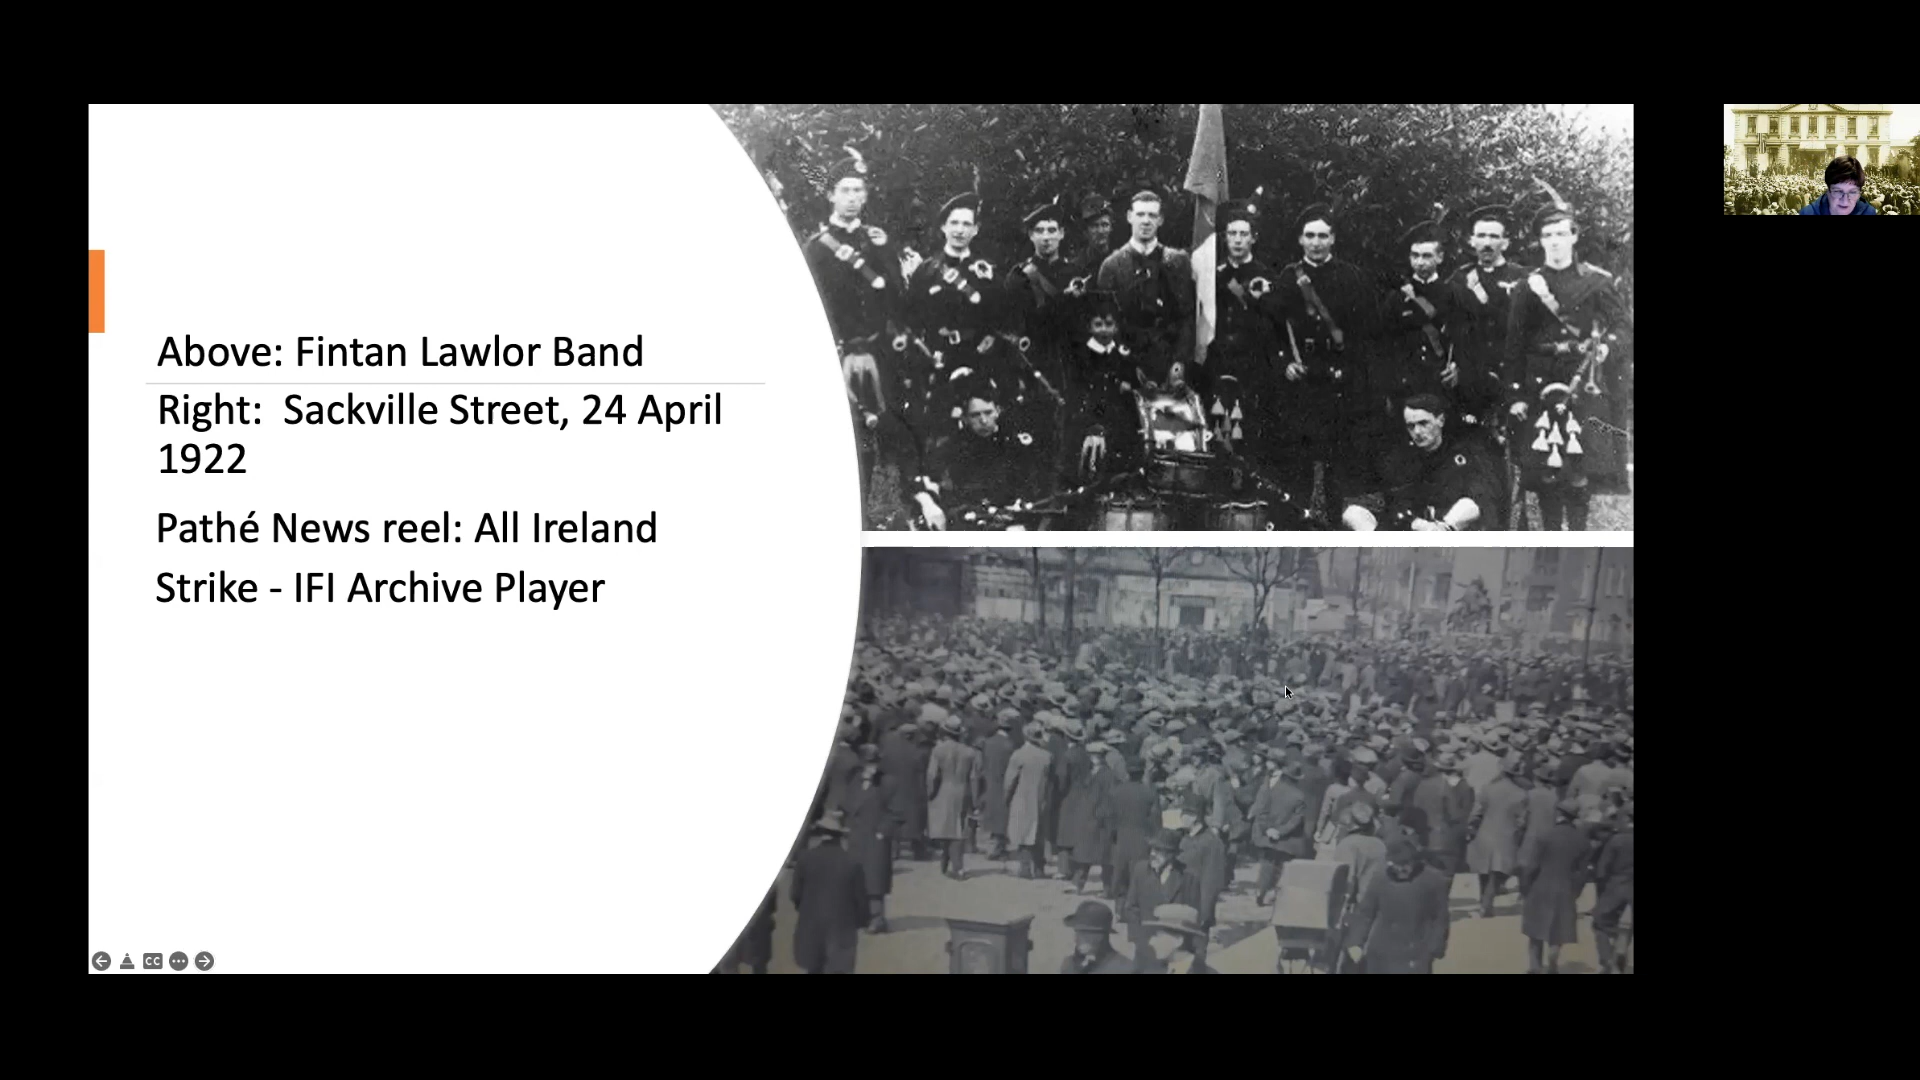 Above: Fintan Lawlor Band
Right:  Sackville Street, 24 April
1922
Pathé News reel: All Ireland
Strike - IFI Archive Player
CC